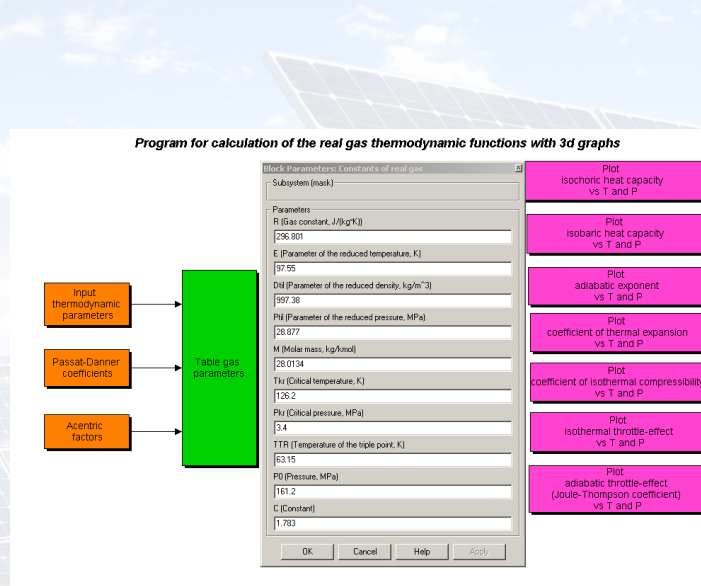 Program for calculation of the real gas thermodynamic functions with 3d graphs
Input
thermodynamic
parameters
Passat-Danner
coefficients
Acentric
factors
Table gas
parameters
Block Parameters: Constants of real gas
Subsystem (mask)
Parameters
R (Gas constant, J/(kg*K))
296.801
E (Parameter of the reduced temperature, K)
97.55
Dtil (Parameter of the reduced density, kg/m^3)
997.38
Ptil (Parameter of the reduced pressure, MPa)
28.877
M (Molar mass, kg/kmol)
28.0134
Tkr (Critical temperature, K)
126.2
Pkr (Critical pressure, MPa)
3.4
TTR (Temperature of the triple point, K)
63.15
P0 (Pressure, MPa)
161.2
C (Constant)
1.783
OK Cancel Help Apply
Plot
isochoric heat capacity
vs T and P
Plot
isobaric heat capacity
vs T and P
Plot
adiabatic exponent
vs T and P
Plot
coefficient of thermal expansion
vs T and P
Plot
coefficient of isothermal compressibility
vs T and P
Plot
isothermal throttle-effect
vs T and P
Plot
adiabatic throttle-effect
(Joule-Thompson coefficient)
vs T and P